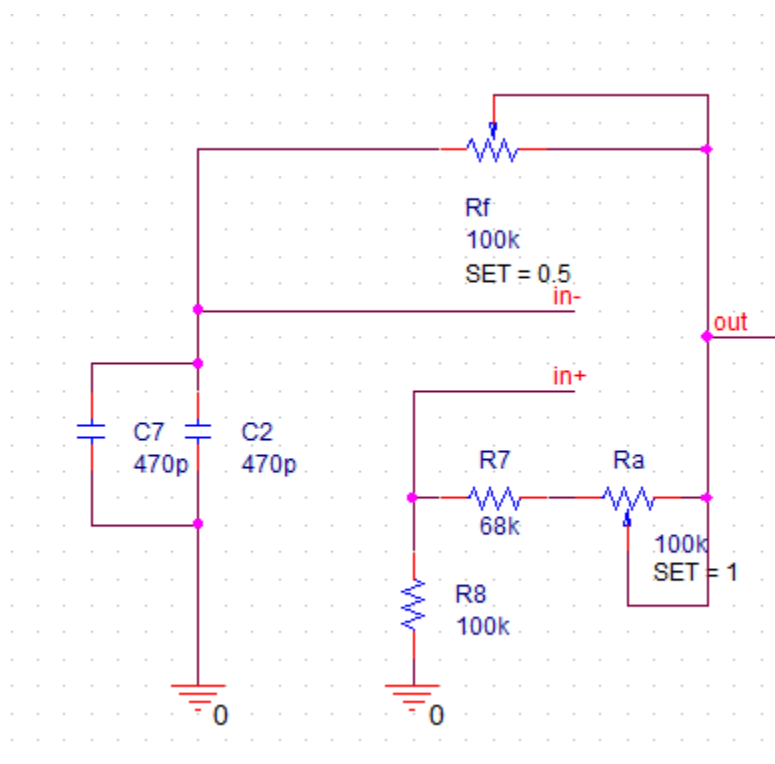 Rf
100k
SET = 0.5
in-
out
in+
C7
470p
C2
470p
R7
68k
Ra
100k
SET = 1
R8
100k
0
0